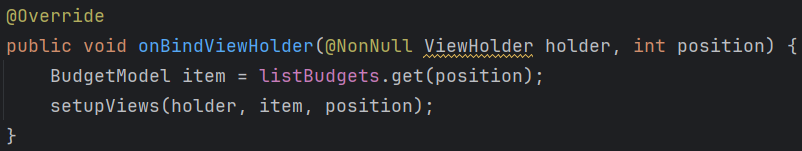 @Override
public void onBindViewHolder(@NonNull ViewHolder holder, int position) {
    BudgetModel item = listBudgets.get(position);
    setupViews(holder, item, position);
}